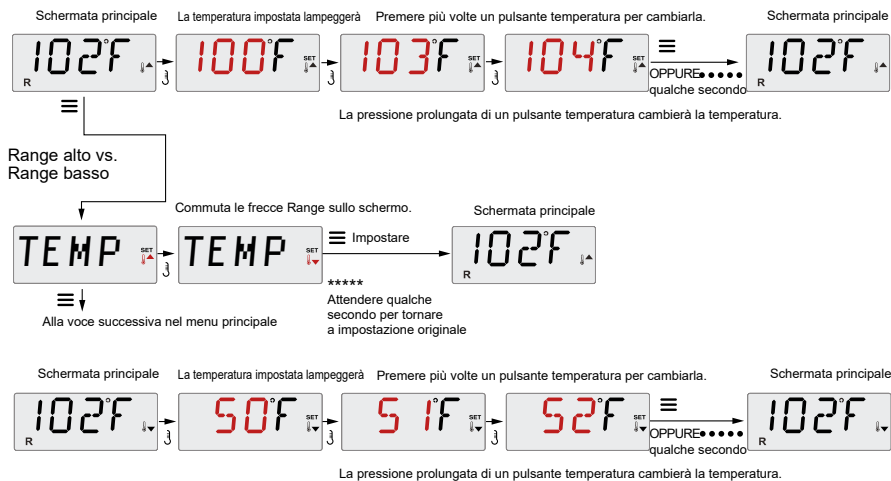 Schermata principale
La temperatura impostata lampeggerà
Premere più volte un pulsante temperatura per cambiarla.
Schermata principale
102°F R
100°F SET
103°F SET
104°F SET
OPPURE
qualche secondo
102°F R
La pressione prolungata di un pulsante temperatura cambierà la temperatura.
Range alto vs.
Range basso
Commuta le frecce Range sullo schermo.
Schermata principale
TEMP SET
TEMP SET
Impostare
102°F R
*****
Attendere qualche
secondo per tornare
a impostazione originale
Alla voce successiva nel menu principale
Schermata principale
La temperatura impostata lampeggerà
Premere più volte un pulsante temperatura per cambiarla.
Schermata principale
102°F R
50°F SET
51°F SET
52°F SET
OPPURE
qualche secondo
102°F R
La pressione prolungata di un pulsante temperatura cambierà la temperatura.